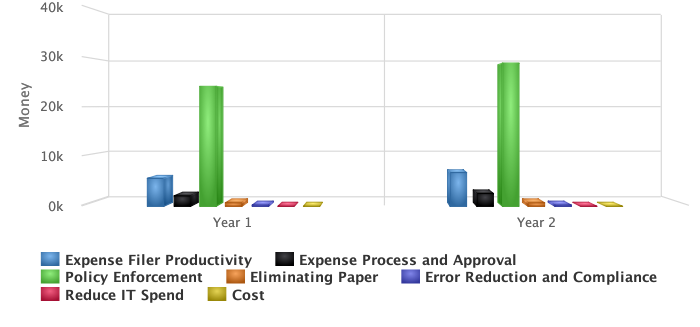 40k
30k
20k
10k
0k
Money
Year 1 Year 2
Expense Filer Productivity Expense Process and Approval
Policy Enforcement Eliminating Paper Error Reduction and Compliance
Reduce IT Spend Cost